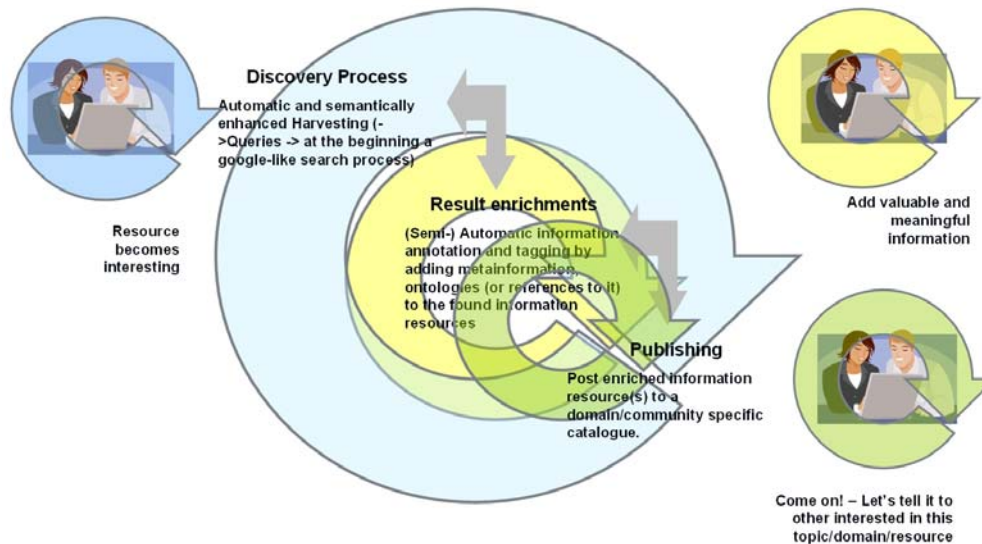 Discovery Process
Automatic and semantically
enhanced Harvesting (-
>Queries -> at the beginning a
google-like search process)
Resource
becomes
interesting
Result enrichments
(Semi-) Automatic information
annotation and tagging by
adding metainformation,
ontologies (or references to it)
to the found information
resources
Publishing
Post enriched information
resource(s) to a
domain/community specific
catalogue.
Add valuable and
meaningful
information
Come on! – Let's tell it to
other interested in this
topic/domain/resource